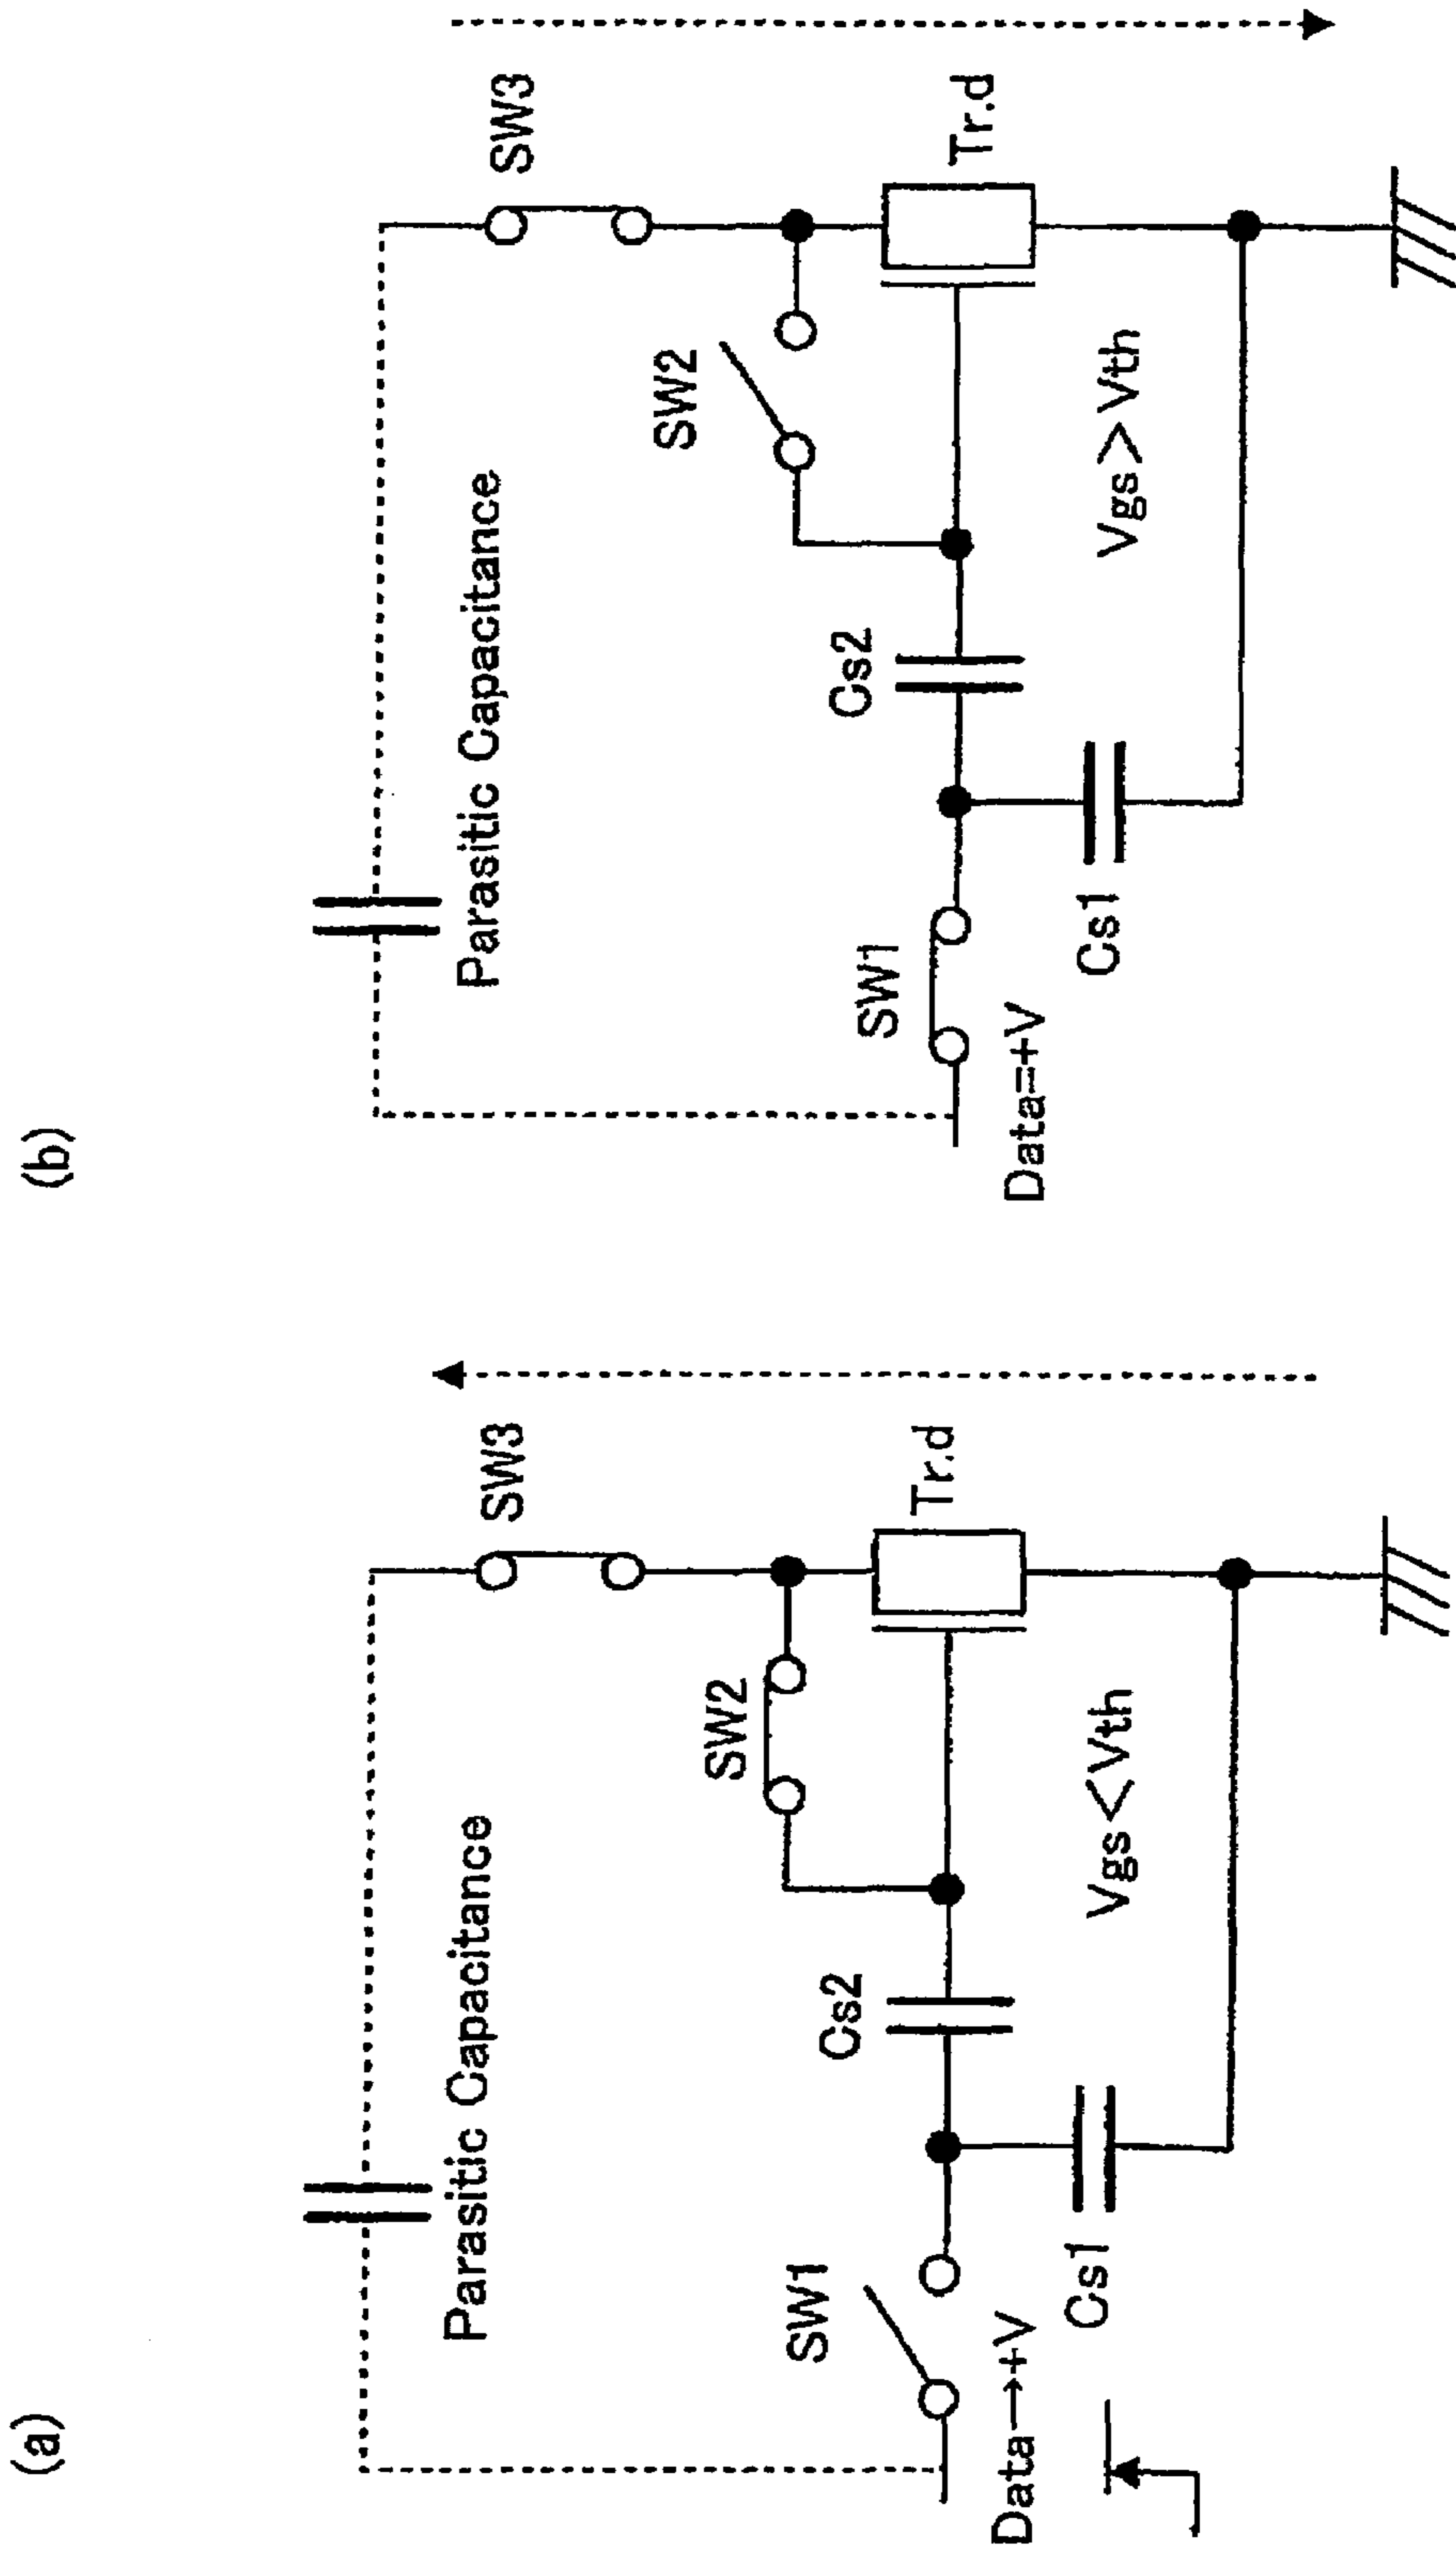 (a)
Parasitic Capacitance
SW3
SW2
Cs2
Tr.d
SW1
Vgs<Vth
Data→+V
Cs1
(b)
Parasitic Capacitance
SW3
SW2
Cs2
Tr.d
SW1
Vgs>Vth
Data=+V
Cs1